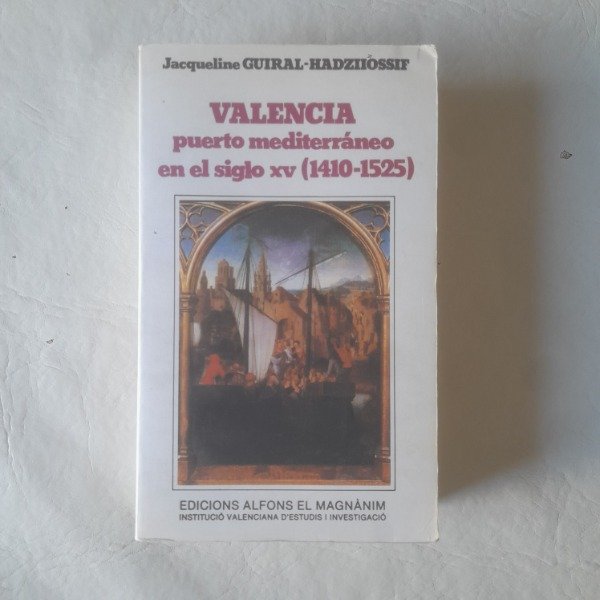 Jacqueline GUIRAL-HADZIIOSSIF
VALENCIA
puerto mediterráneo
en el siglo xv (1410-1525)
EDICIONS ALFONS EL MAGNÀNIM
INSTITUCIÓ VALENCIANA D'ESTUDIS I INVESTIGACIÓ